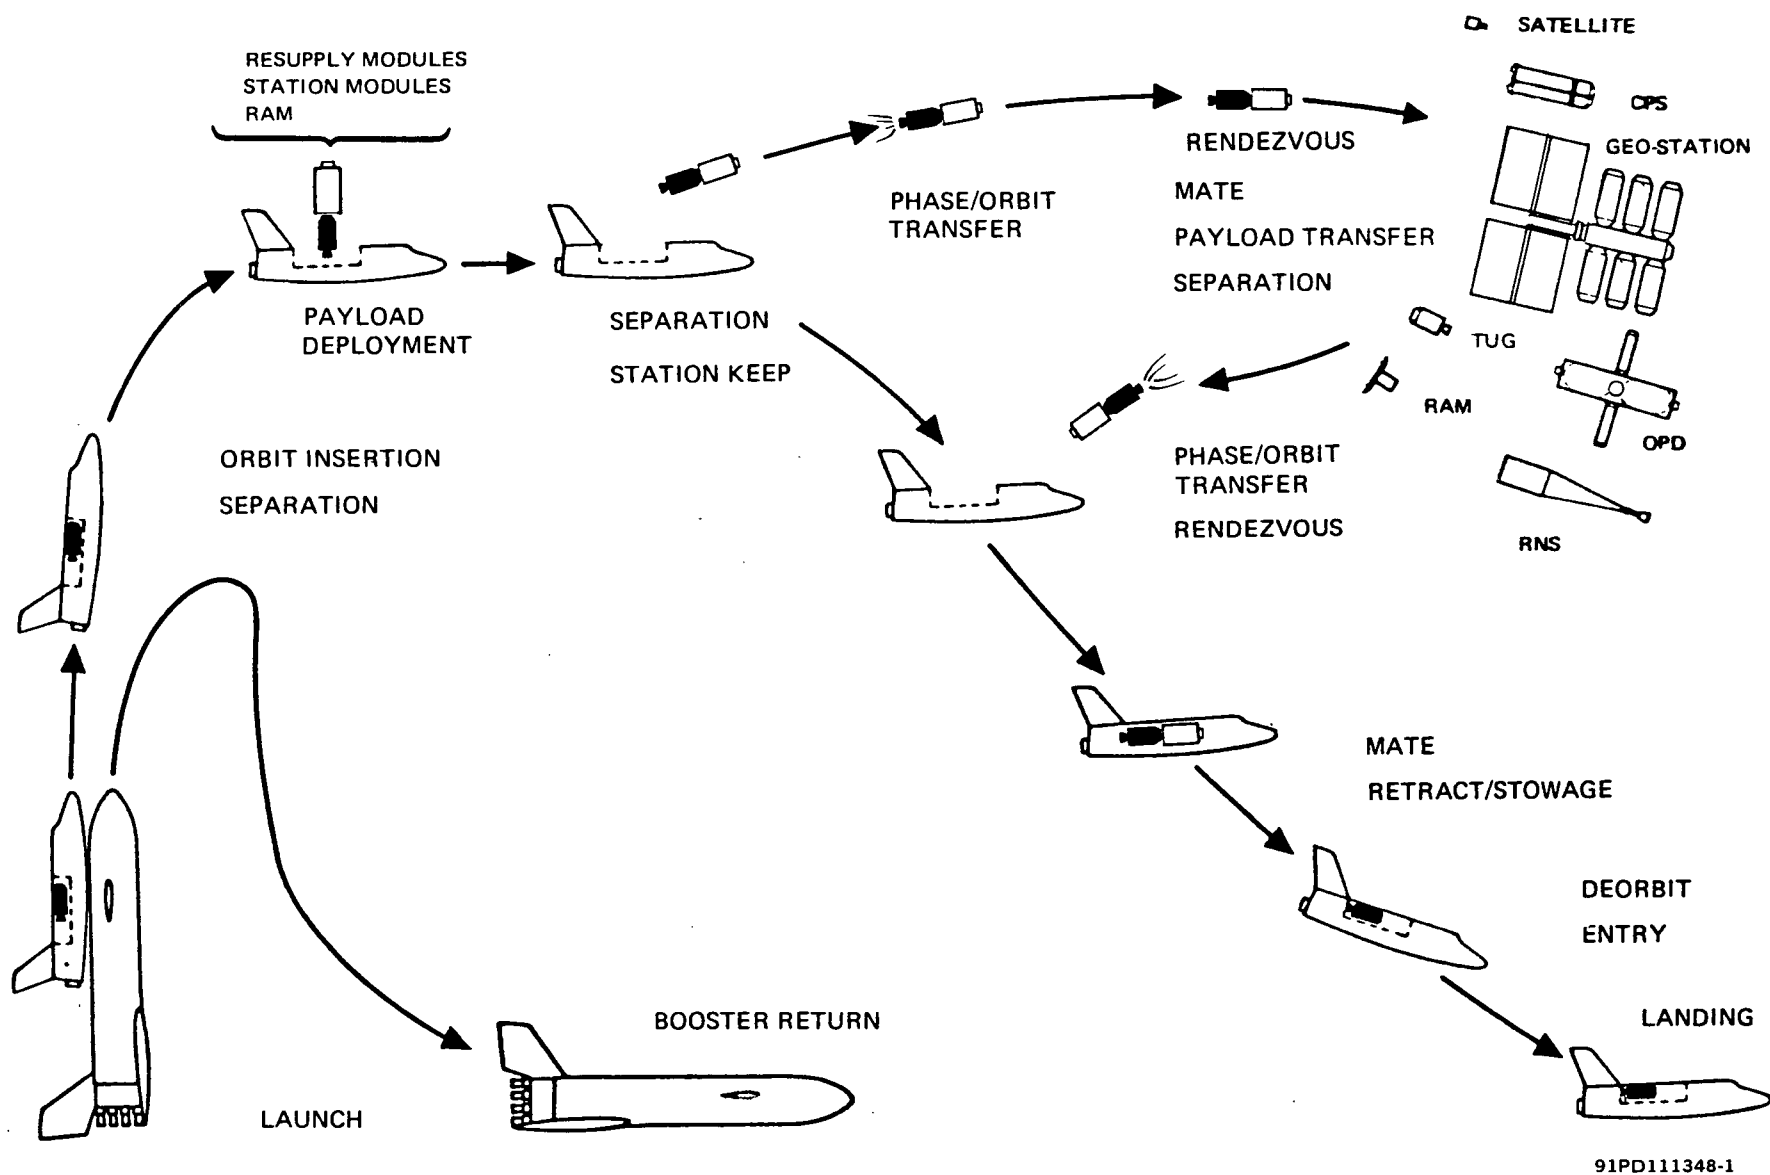 RESUPPLY MODULES
STATION MODULES
RAM
PAYLOAD
DEPLOYMENT
SEPARATION
STATION KEEP
PHASE/ORBIT
TRANSFER
RENDEZVOUS
MATE
PAYLOAD TRANSFER
SEPARATION
SATELLITE
CPS
GEO-STATION
TUG
RAM
OPD
RNS
PHASE/ORBIT
TRANSFER
RENDEZVOUS
ORBIT INSERTION
SEPARATION
MATE
RETRACT/STOWAGE
DEORBIT
ENTRY
LANDING
BOOSTER RETURN
LAUNCH
91PD111348-1